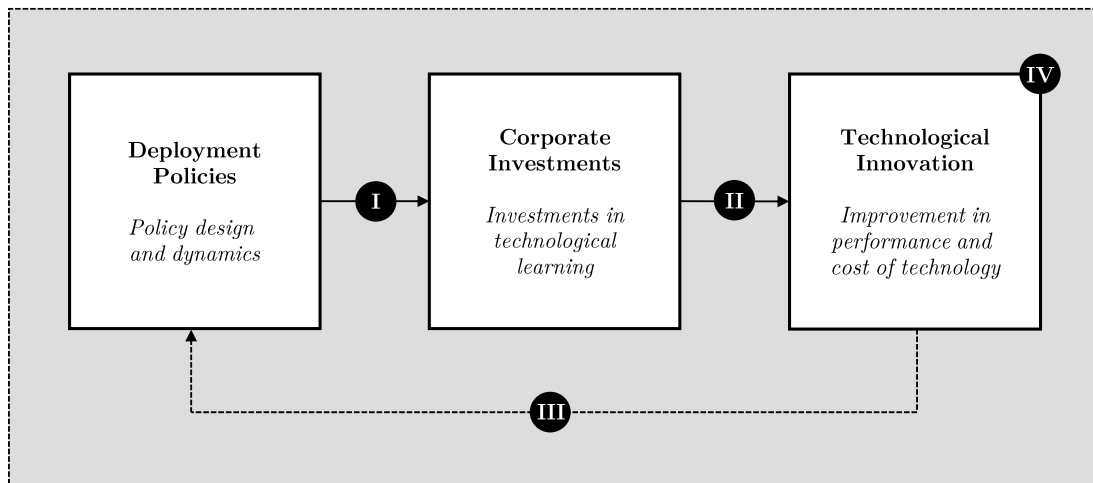 IV
Deployment
Policies
Policy design
and dynamics
I
Corporate
Investments
Investments in
technological
learning
II
Technological
Innovation
Improvement in
performance and
cost of technology
III